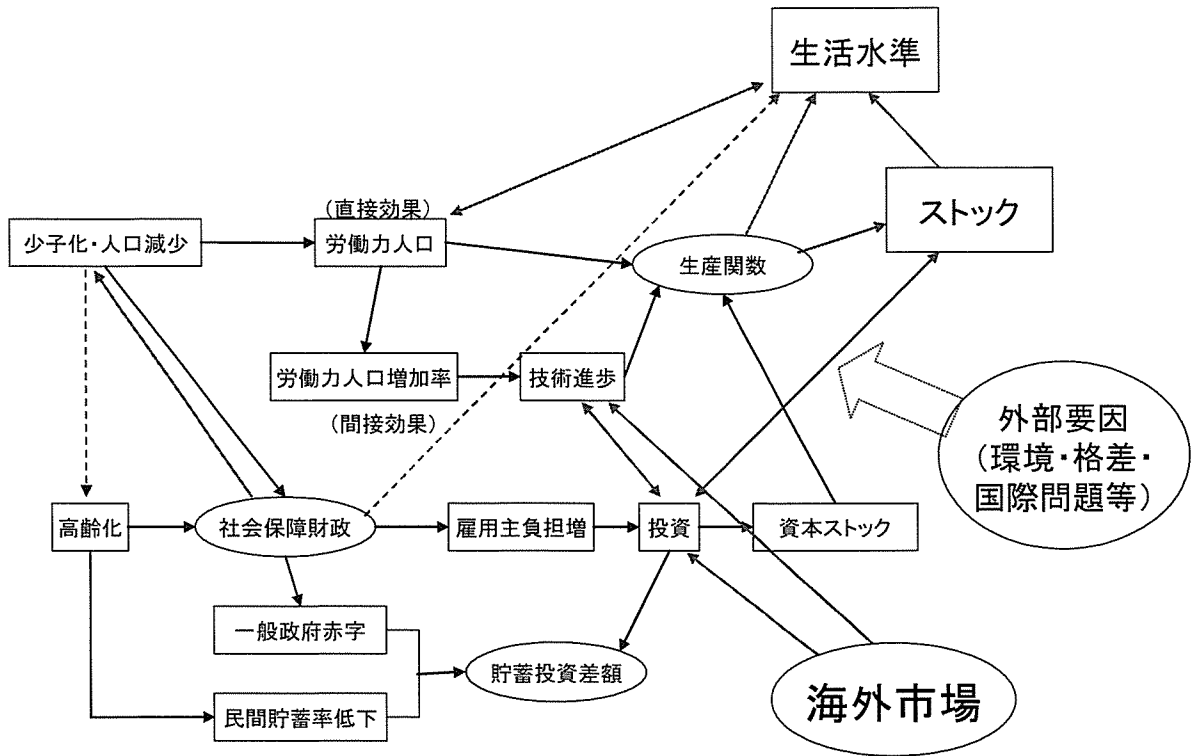 生活水準
ストック
(直接効果)
少子化・人口減少
労働力人口
生産関数
労働力人口増加率
技術進歩
(間接効果)
外部要因
(環境・格差・
国際問題等)
高齢化
社会保障財政
雇用主負担増
投資
資本ストック
一般政府赤字
貯蓄投資差額
民間貯蓄率低下
海外市場